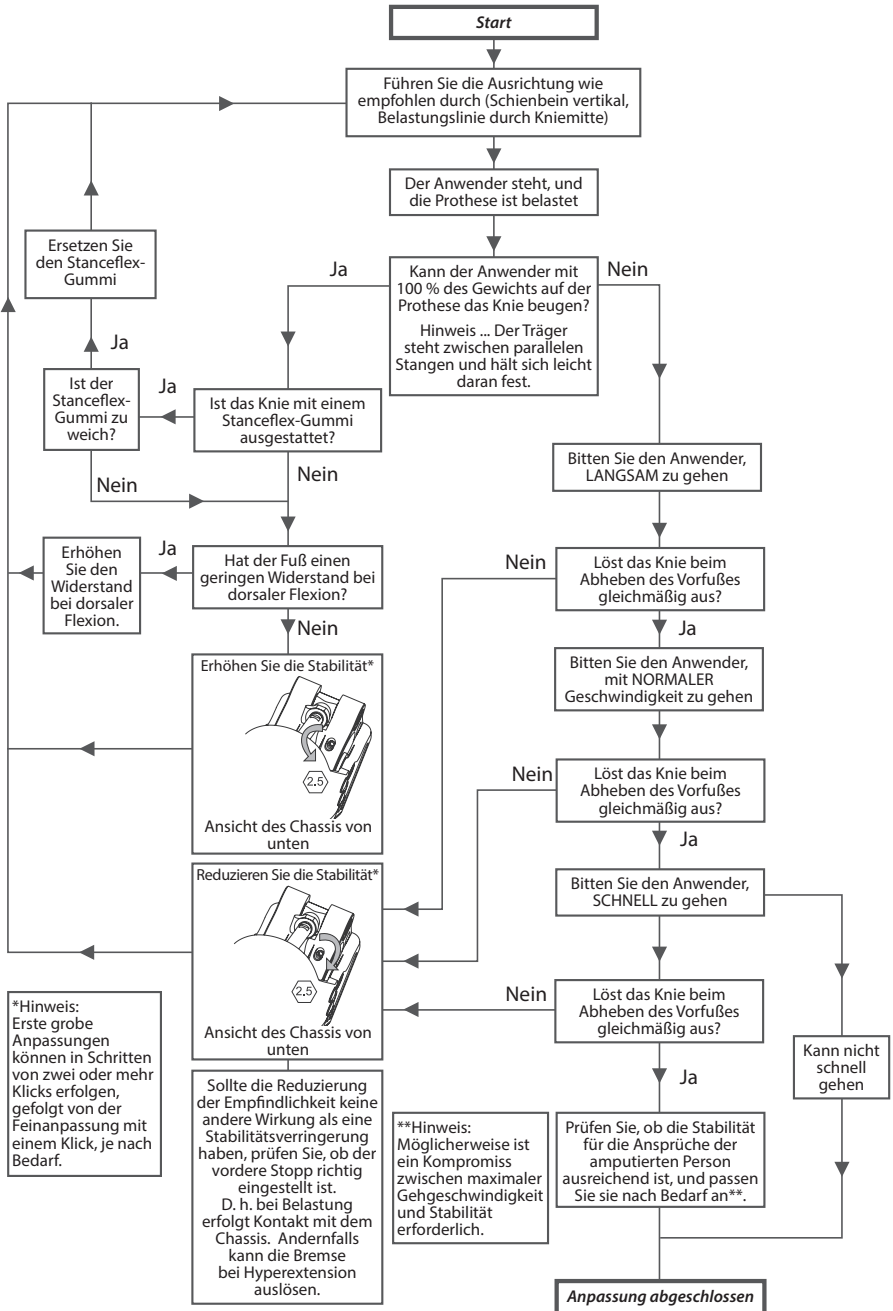 Start
Führen Sie die Ausrichtung wie
empfohlen durch (Schienbein vertikal,
Belastungslinie durch Kniemitte)
Der Anwender steht, und
die Prothese ist belastet
Ersetzen Sie
den Stanceflex-
Gummi
Ja
Kann der Anwender mit
100 % des Gewichts auf der
Prothese das Knie beugen?
Hinweis ... Der Träger
steht zwischen parallelen
Stangen und hält sich leicht
daran fest.
Nein
Ja
Ist der
Stanceflex-
Gummi zu
weich?
Ja
Ist das Knie mit einem
Stanceflex-Gummi
ausgestattet?
Nein
Nein
Bitten Sie den Anwender,
LANGSAM zu gehen
Erhöhen
Sie den
Widerstand
bei dorsaler
Flexion.
Ja
Hat der Fuß einen
geringen Widerstand bei
dorsaler Flexion?
Nein
Nein
Löst das Knie beim
Abheben des Vorfußes
gleichmäßig aus?
Ja
Erhöhen Sie die Stabilität*
2.5
Ansicht des Chassis von
unten
Bitten Sie den Anwender,
mit NORMALER
Geschwindigkeit zu gehen
Nein
Löst das Knie beim
Abheben des Vorfußes
gleichmäßig aus?
Ja
Reduzieren Sie die Stabilität*
2.5
Ansicht des Chassis von
unten
Bitten Sie den Anwender,
SCHNELL zu gehen
Nein
Löst das Knie beim
Abheben des Vorfußes
gleichmäßig aus?
Ja
Kann nicht
schnell
gehen
*Hinweis:
Erste grobe
Anpassungen
können in Schritten
von zwei oder mehr
Klicks erfolgen,
gefolgt von der
Feinanpassung mit
einem Klick, je nach
Bedarf.
Sollte die Reduzierung
der Empfindlichkeit keine
andere Wirkung als eine
Stabilitätsverringerung
haben, prüfen Sie, ob der
vordere Stopp richtig
eingestellt ist.
D. h. bei Belastung
erfolgt Kontakt mit dem
Chassis. Andernfalls
kann die Bremse
bei Hyperextension
auslösen.
**Hinweis:
Möglicherweise ist
ein Kompromiss
zwischen maximaler
Gehgeschwindigkeit
und Stabilität
erforderlich.
Prüfen Sie, ob die Stabilität
für die Ansprüche der
amputierten Person
ausreichend ist, und passen
Sie sie nach Bedarf an**.
Anpassung abgeschlossen